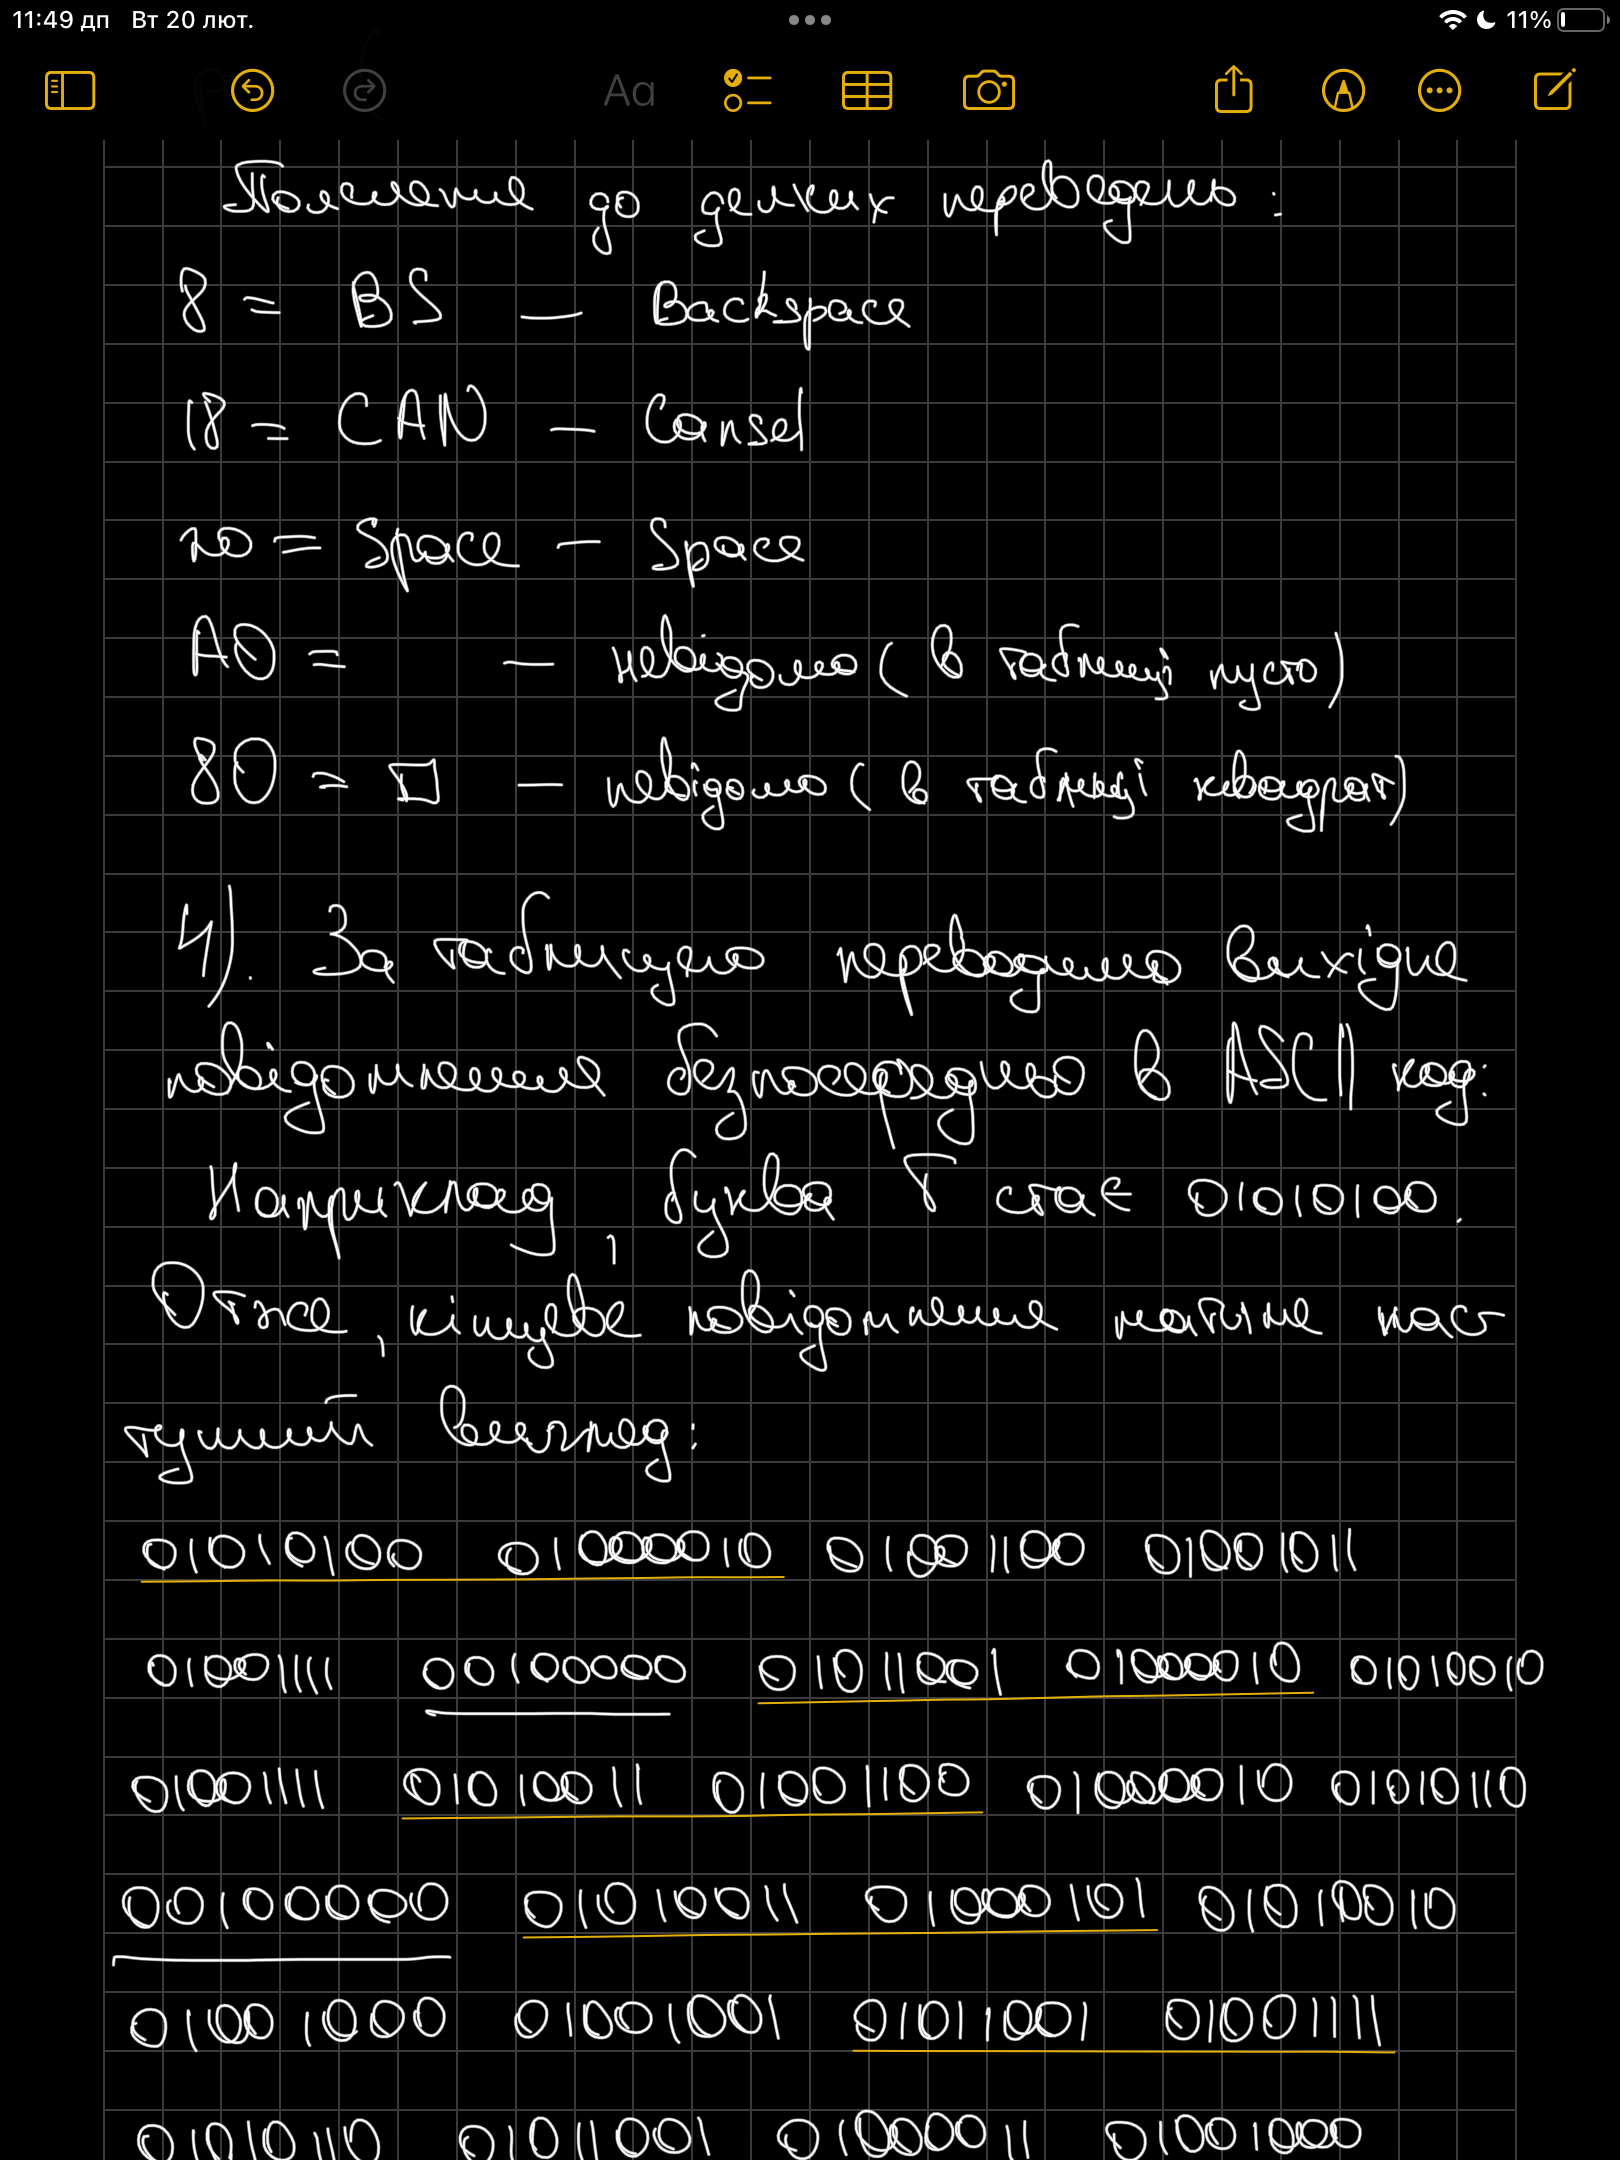 11:49 дп Вт 20 лют. 11%
Aa
Пояснення до деяких переведень:
8 = BS — Backspace
18 = CAN — Cansel
20 = Space — Space
A0 = — невідомо (в таблиці пусто)
80 = □ — невідомо (в таблиці квадрат)
4). За таблицею переводимо вихідне
повідомлення безпосередньо в ASCII код:
Наприклад, буква T стає 01010100.
Отже, кінцеве повідомлення матиме нас-
тупний вигляд:
01010100 01000010 01001100 01001011
01001111 00100000 01011001 01000010 01010010
01001111 01010011 01001100 01000010 01010110
00100000 01010011 01000101 01010010
01001000 01001001 01011001 01001111
01010110 01011001 01000011 01001000